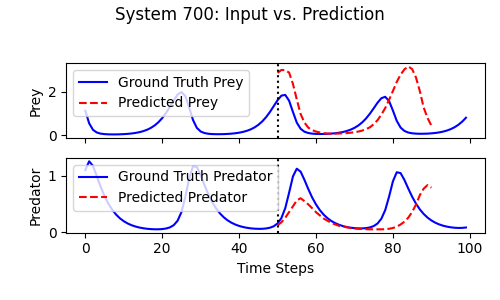 System 700: Input vs. Prediction
Prey
2
0
Ground Truth Prey
Predicted Prey
Predator
1
0
Ground Truth Predator
Predicted Predator
0 20 40 60 80 100
Time Steps